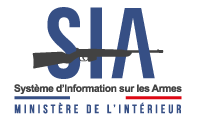 SIA
Système d'Information sur les Armes
MINISTÈRE DE L'INTÉRIEUR